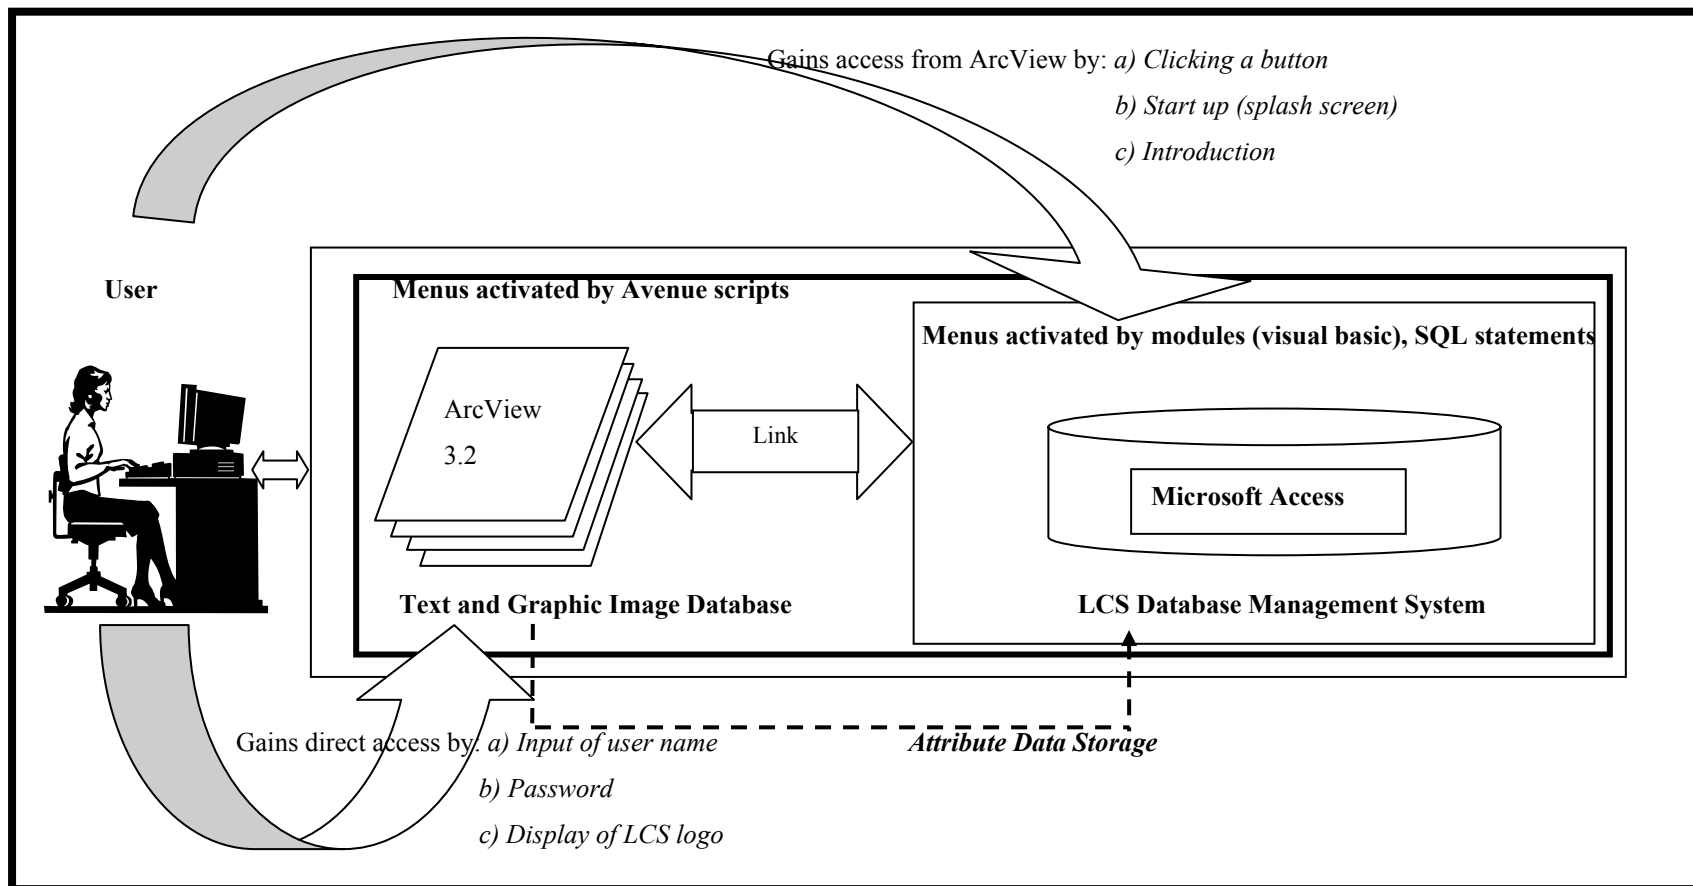 Gains access from ArcView by: a) Clicking a button
b) Start up (splash screen)
c) Introduction
User
Menus activated by Avenue scripts
Menus activated by modules (visual basic), SQL statements
ArcView
3.2
Link
Microsoft Access
Text and Graphic Image Database
LCS Database Management System
Gains direct access by: a) Input of user name
Attribute Data Storage
b) Password
c) Display of LCS logo